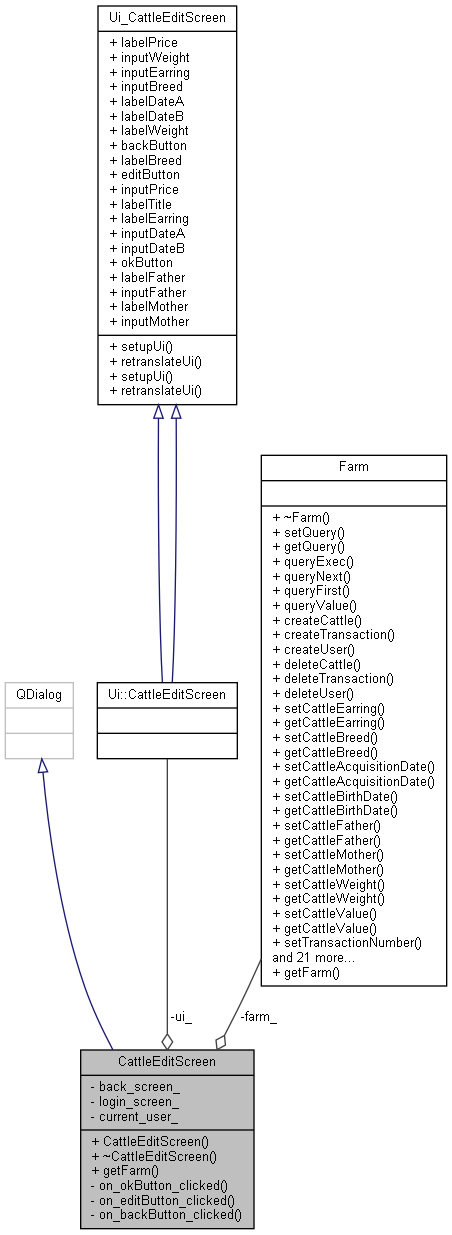 Ui_CattleEditScreen
+ labelPrice
+ inputWeight
+ inputEarring
+ inputBreed
+ labelDateA
+ labelDateB
+ labelWeight
+ backButton
+ labelBreed
+ editButton
+ inputPrice
+ labelTitle
+ labelEarring
+ inputDateA
+ inputDateB
+ okButton
+ labelFather
+ inputFather
+ labelMother
+ inputMother
+ setupUi()
+ retranslateUi()
+ setupUi()
+ retranslateUi()
Farm
+ ~Farm()
+ setQuery()
+ getQuery()
+ queryExec()
+ queryNext()
+ queryFirst()
+ queryValue()
+ createCattle()
+ createTransaction()
+ createUser()
+ deleteCattle()
+ deleteTransaction()
+ deleteUser()
+ setCattleEarring()
+ getCattleEarring()
+ setCattleBreed()
+ getCattleBreed()
+ setCattleAcquisitionDate()
+ getCattleAcquisitionDate()
+ setCattleBirthDate()
+ getCattleBirthDate()
+ setCattleFather()
+ getCattleFather()
+ setCattleMother()
+ getCattleMother()
+ setCattleWeight()
+ getCattleWeight()
+ setCattleValue()
+ getCattleValue()
+ setTransactionNumber()
and 21 more...
+ getFarm()
QDialog
Ui::CattleEditScreen
-ui_
-farm_
CattleEditScreen
- back_screen_
- login_screen_
- current_user_
+ CattleEditScreen()
+ ~CattleEditScreen()
+ getFarm()
- on_okButton_clicked()
- on_editButton_clicked()
- on_backButton_clicked()